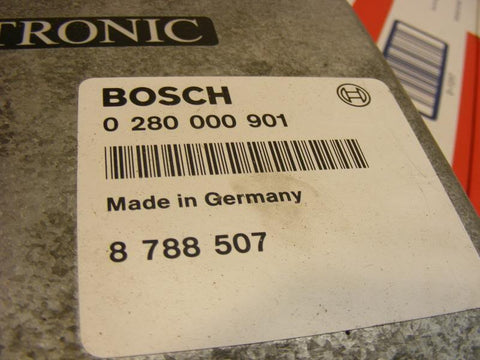 TRONIC
BOSCH
0 280 000 901
Made in Germany
8 788 507